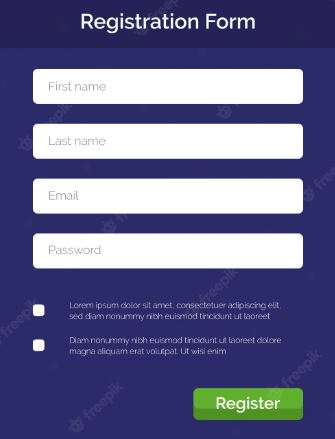 Registration Form
First name
Last name
Email
Password
Lorem ipsum dolor sit amet, consectetuer adipiscing elit,
sed diam nonummy nibh euismod tincidunt ut laoreet
Diam nonummy nibh euismod tincidunt ut laoreet dolore
magna aliquam erat volutpat. Ut wisi enim
Register